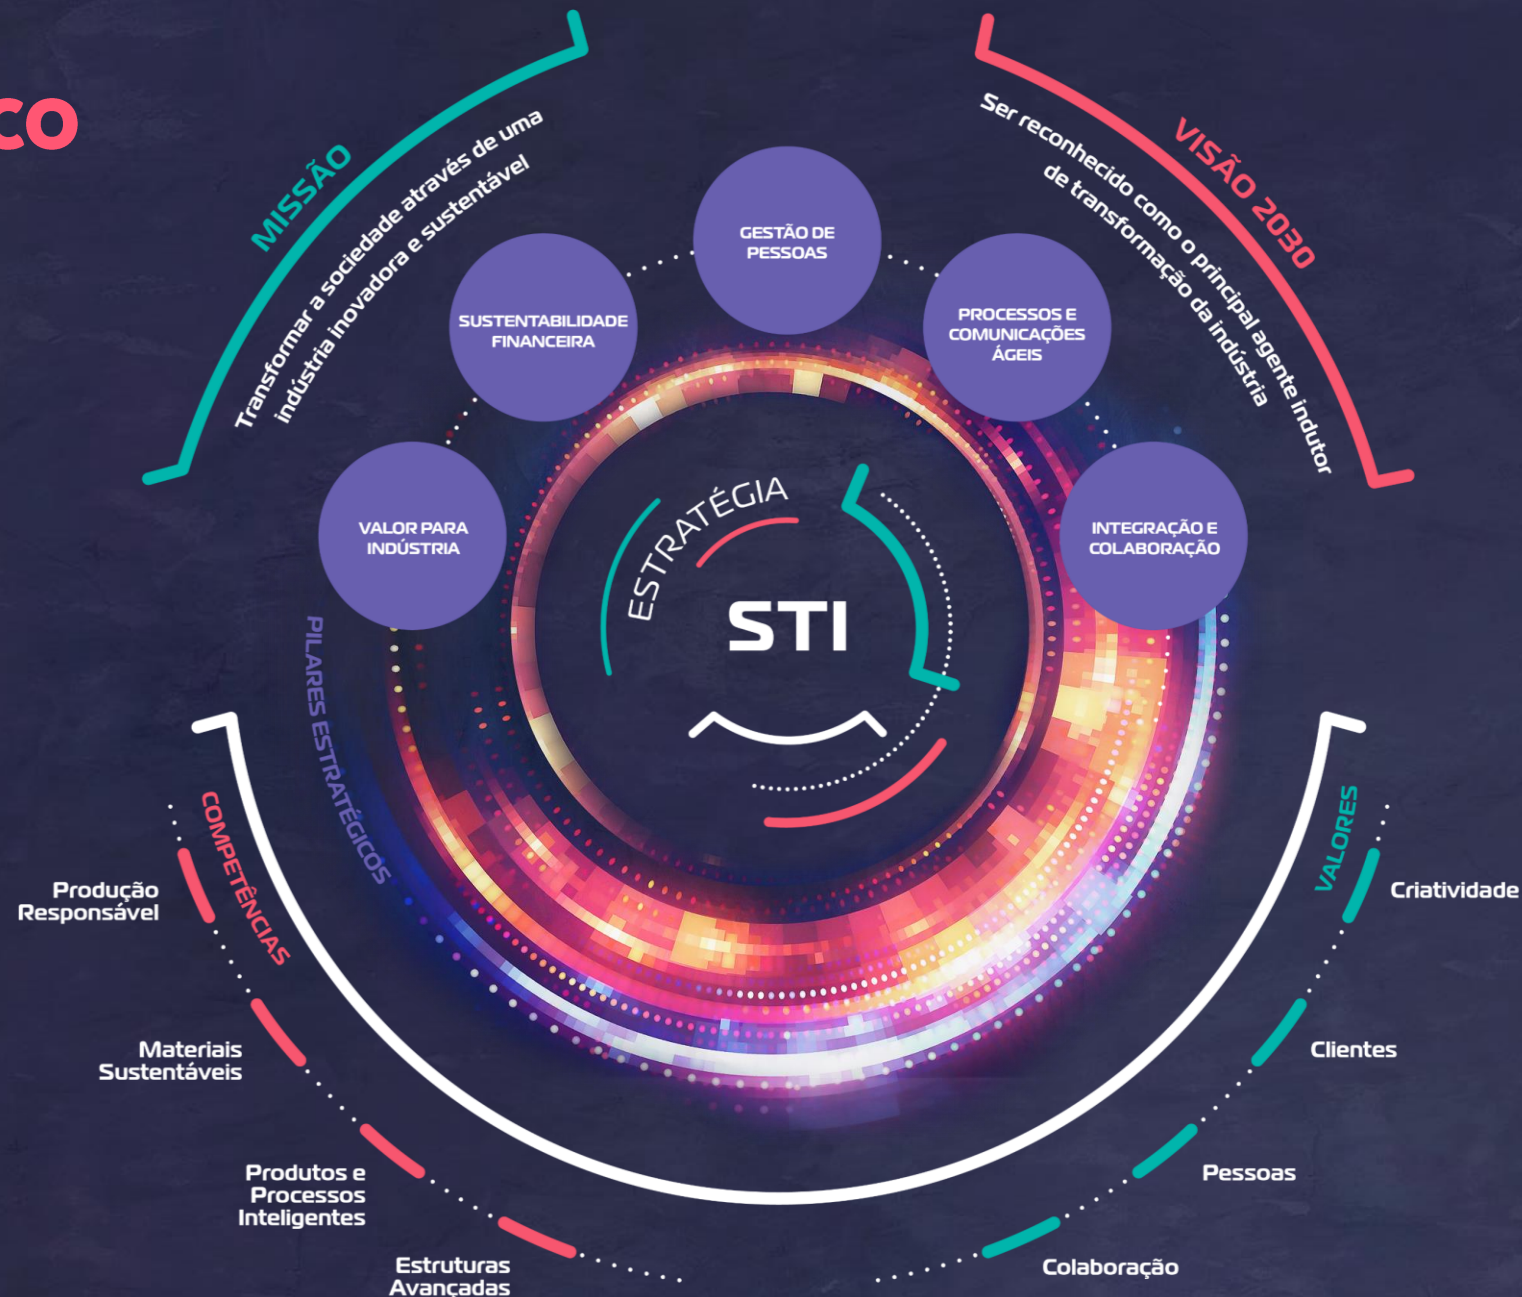 MISSÃO
Transformar a sociedade através de uma
indústria inovadora e sustentável
VISÃO 2030
Ser reconhecido como o principal agente indutor
de transformação da indústria
GESTÃO DE
PESSOAS
SUSTENTABILIDADE
FINANCEIRA
PROCESSOS E
COMUNICAÇÕES
ÁGEIS
VALOR PARA
INDÚSTRIA
INTEGRAÇÃO E
COLABORAÇÃO
ESTRATÉGIA
STI
PILARES ESTRATÉGICOS
COMPETÊNCIAS
Produção
Responsável
Materiais
Sustentáveis
Produtos e
Processos
Inteligentes
Estruturas
Avançadas
VALORES
Criatividade
Clientes
Pessoas
Colaboração